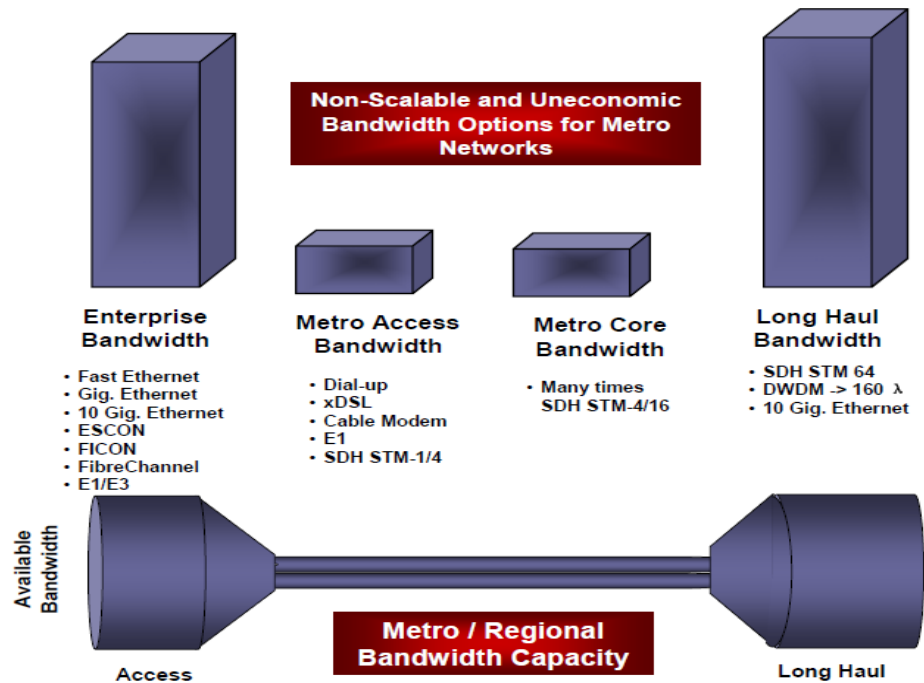 Non-Scalable and Uneconomic
Bandwidth Options for Metro
Networks
Enterprise
Bandwidth
• Fast Ethernet
• Gig. Ethernet
• 10 Gig. Ethernet
• ESCON
• FICON
• FibreChannel
• E1/E3
Metro Access
Bandwidth
• Dial-up
• xDSL
• Cable Modem
• E1
• SDH STM-1/4
Metro Core
Bandwidth
• Many times
SDH STM-4/16
Long Haul
Bandwidth
• SDH STM 64
• DWDM -> 160 λ
• 10 Gig. Ethernet
Available
Bandwidth
Metro / Regional
Bandwidth Capacity
Access
Long Haul